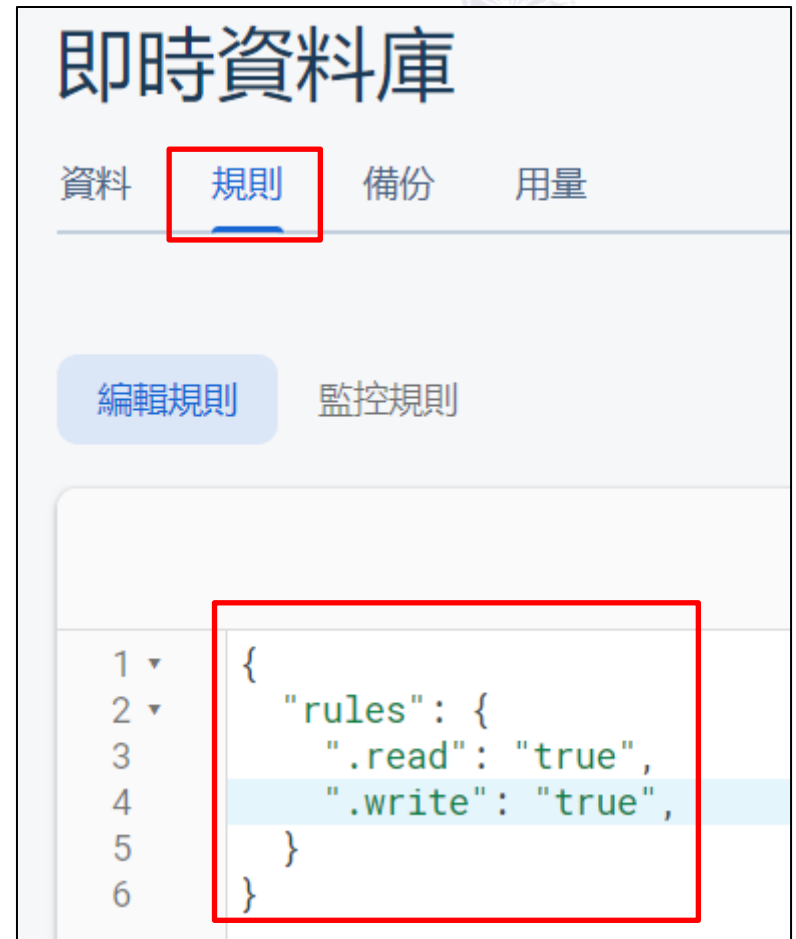 即時資料庫
資料 規則 備份 用量
編輯規則 監控規則
1 {
2 "rules": {
3 ".read": "true",
4 ".write": "true",
5 }
6 }